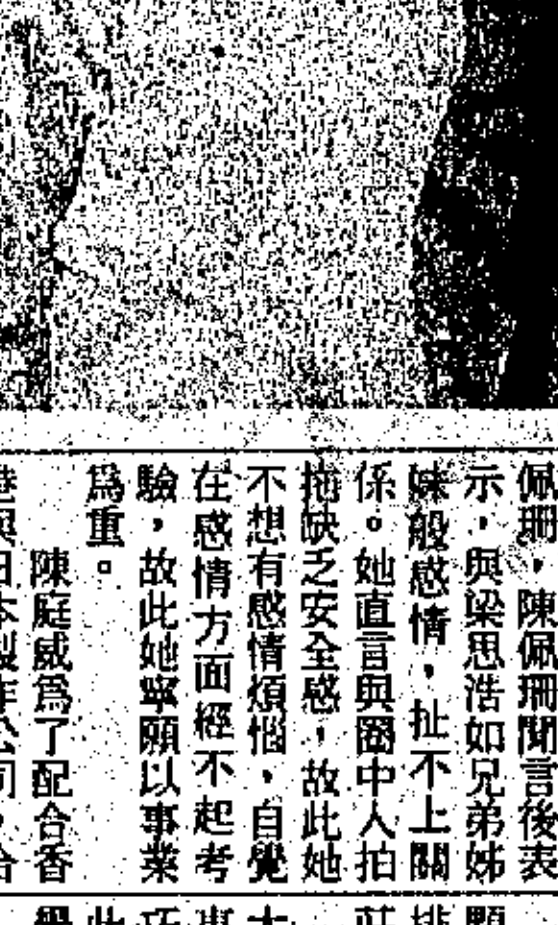 佩珊，陳佩珊聞言後表
示，與梁思浩如兄弟姊
妹般感情，扯不上關
係。她直言與圈中人拍
拖缺乏安全感，故此她
不想有感情煩惱，自覺
在感情方面經不起考
驗，故此她寧願以事業
為重。
陳庭威為了配合香
港與日本製作公司，合